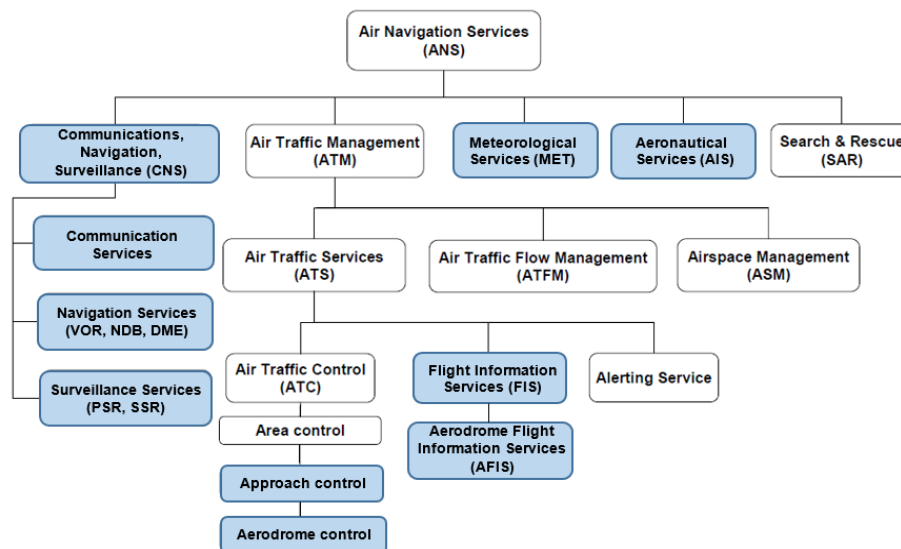 Air Navigation Services
(ANS)
Communications,
Navigation,
Surveillance (CNS)
Air Traffic Management
(ATM)
Meteorological
Services (MET)
Aeronautical
Services (AIS)
Search & Rescue
(SAR)
Communication
Services
Navigation Services
(VOR, NDB, DME)
Surveillance Services
(PSR, SSR)
Air Traffic Services
(ATS)
Air Traffic Flow Management
(ATFM)
Airspace Management
(ASM)
Air Traffic Control
(ATC)
Flight Information
Services (FIS)
Alerting Service
Area control
Aerodrome Flight
Information Services
(AFIS)
Approach control
Aerodrome control